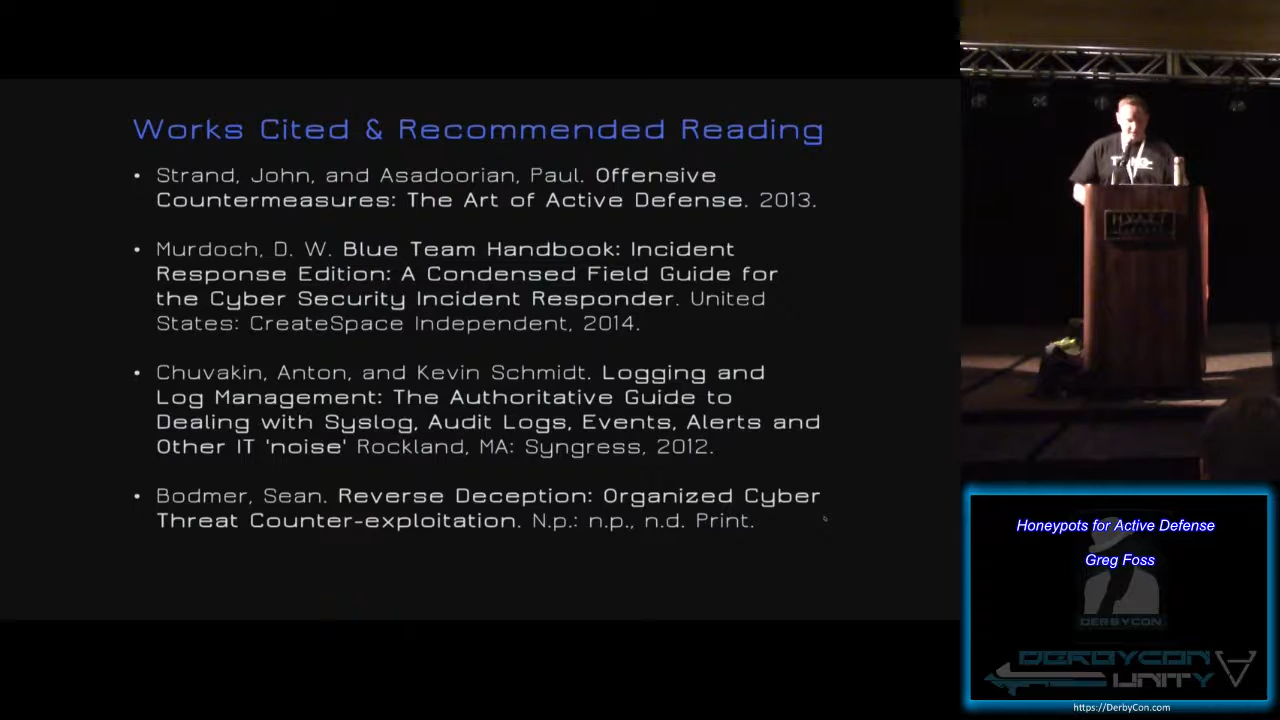 Works Cited & Recommended Reading
• Strand, John, and Asadoorian, Paul. Offensive
Countermeasures: The Art of Active Defense. 2013.
• Murdoch, D. W. Blue Team Handbook: Incident
Response Edition: A Condensed Field Guide for
the Cyber Security Incident Responder. United
States: CreateSpace Independent, 2014.
• Chuvakin, Anton, and Kevin Schmidt. Logging and
Log Management: The Authoritative Guide to
Dealing with Syslog, Audit Logs, Events, Alerts and
Other IT 'noise' Rockland, MA: Syngress, 2012.
• Bodmer, Sean. Reverse Deception: Organized Cyber
Threat Counter-exploitation. N.p.: n.p., n.d. Print.
HYATT
Honeypots for Active Defense
Greg Foss
DERBYCON
DERBYCON
UNITY
https://DerbyCon.com